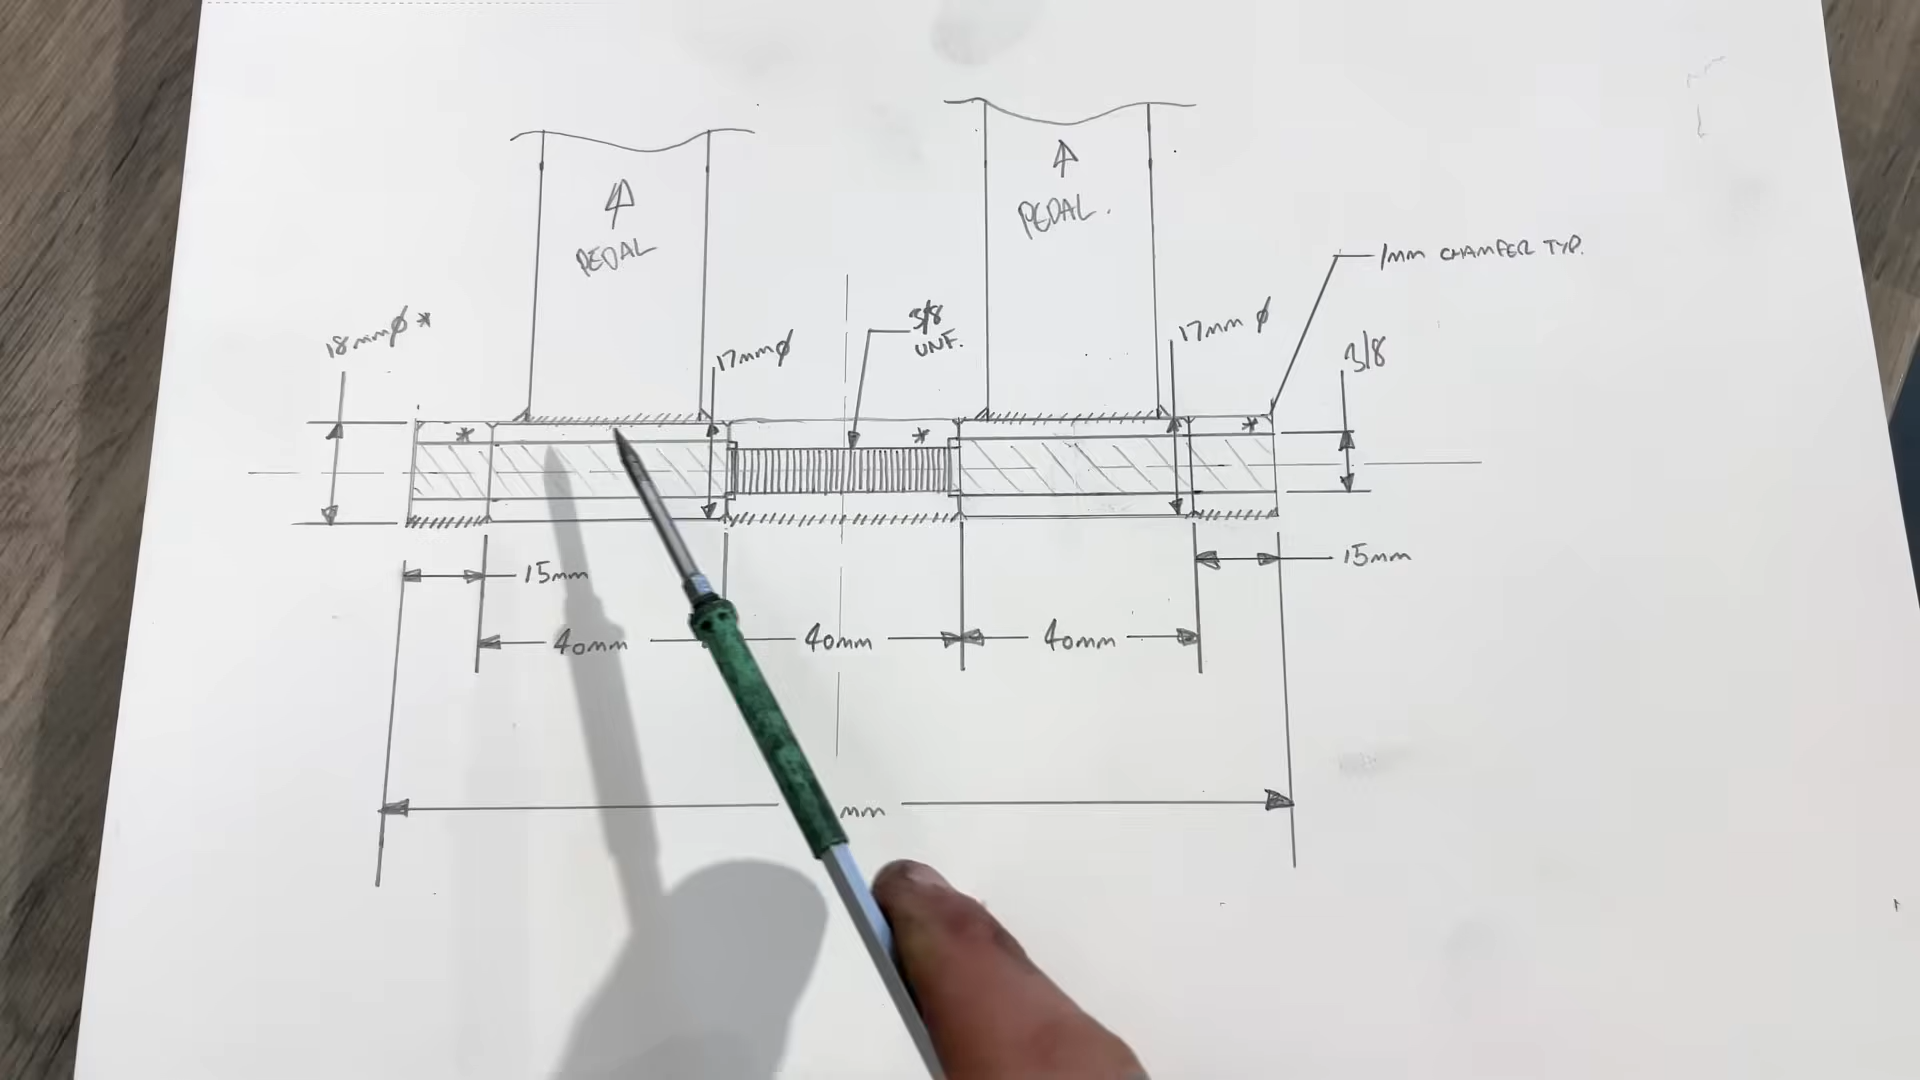 PEDAL
PEDAL.
1mm CHAMFER TYP.
18mmø *
17mmø
3/8
UNF.
17mm ø
3/8
*
*
*
15mm
15mm
40mm
40mm
40mm
mm